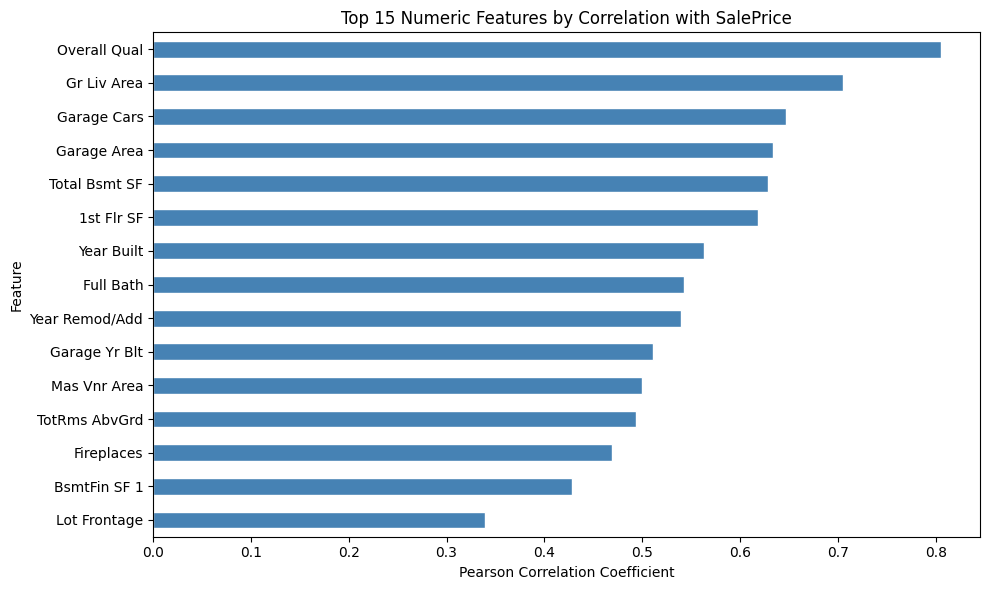 Top 15 Numeric Features by Correlation with SalePrice
Feature
Overall Qual
Gr Liv Area
Garage Cars
Garage Area
Total Bsmt SF
1st Flr SF
Year Built
Full Bath
Year Remod/Add
Garage Yr Blt
Mas Vnr Area
TotRms AbvGrd
Fireplaces
BsmtFin SF 1
Lot Frontage
0.0 0.1 0.2 0.3 0.4 0.5 0.6 0.7 0.8
Pearson Correlation Coefficient